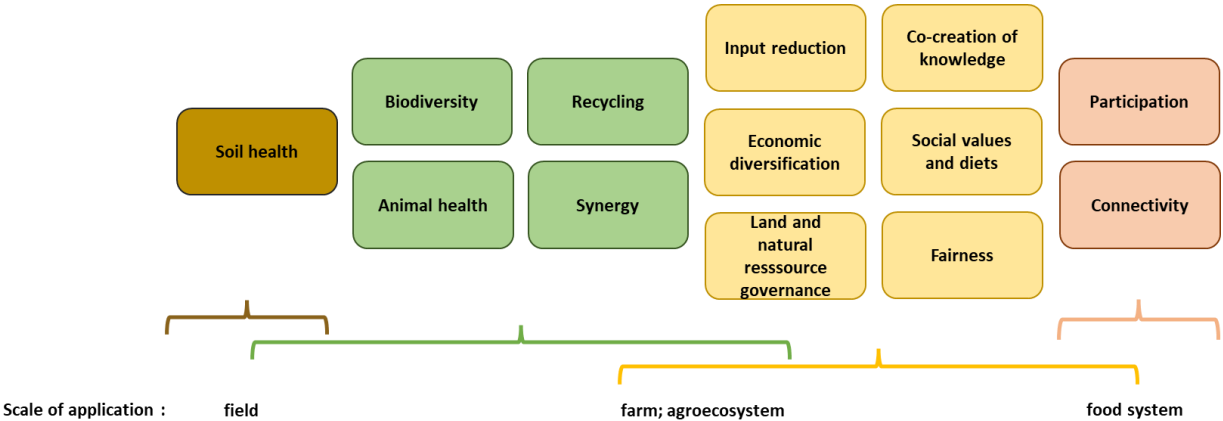 Soil health
Biodiversity
Animal health
Recycling
Synergy
Input reduction
Economic
diversification
Land and
natural
resssource
governance
Co-creation of
knowledge
Social values
and diets
Fairness
Participation
Connectivity
Scale of application : field farm; agroecosystem food system